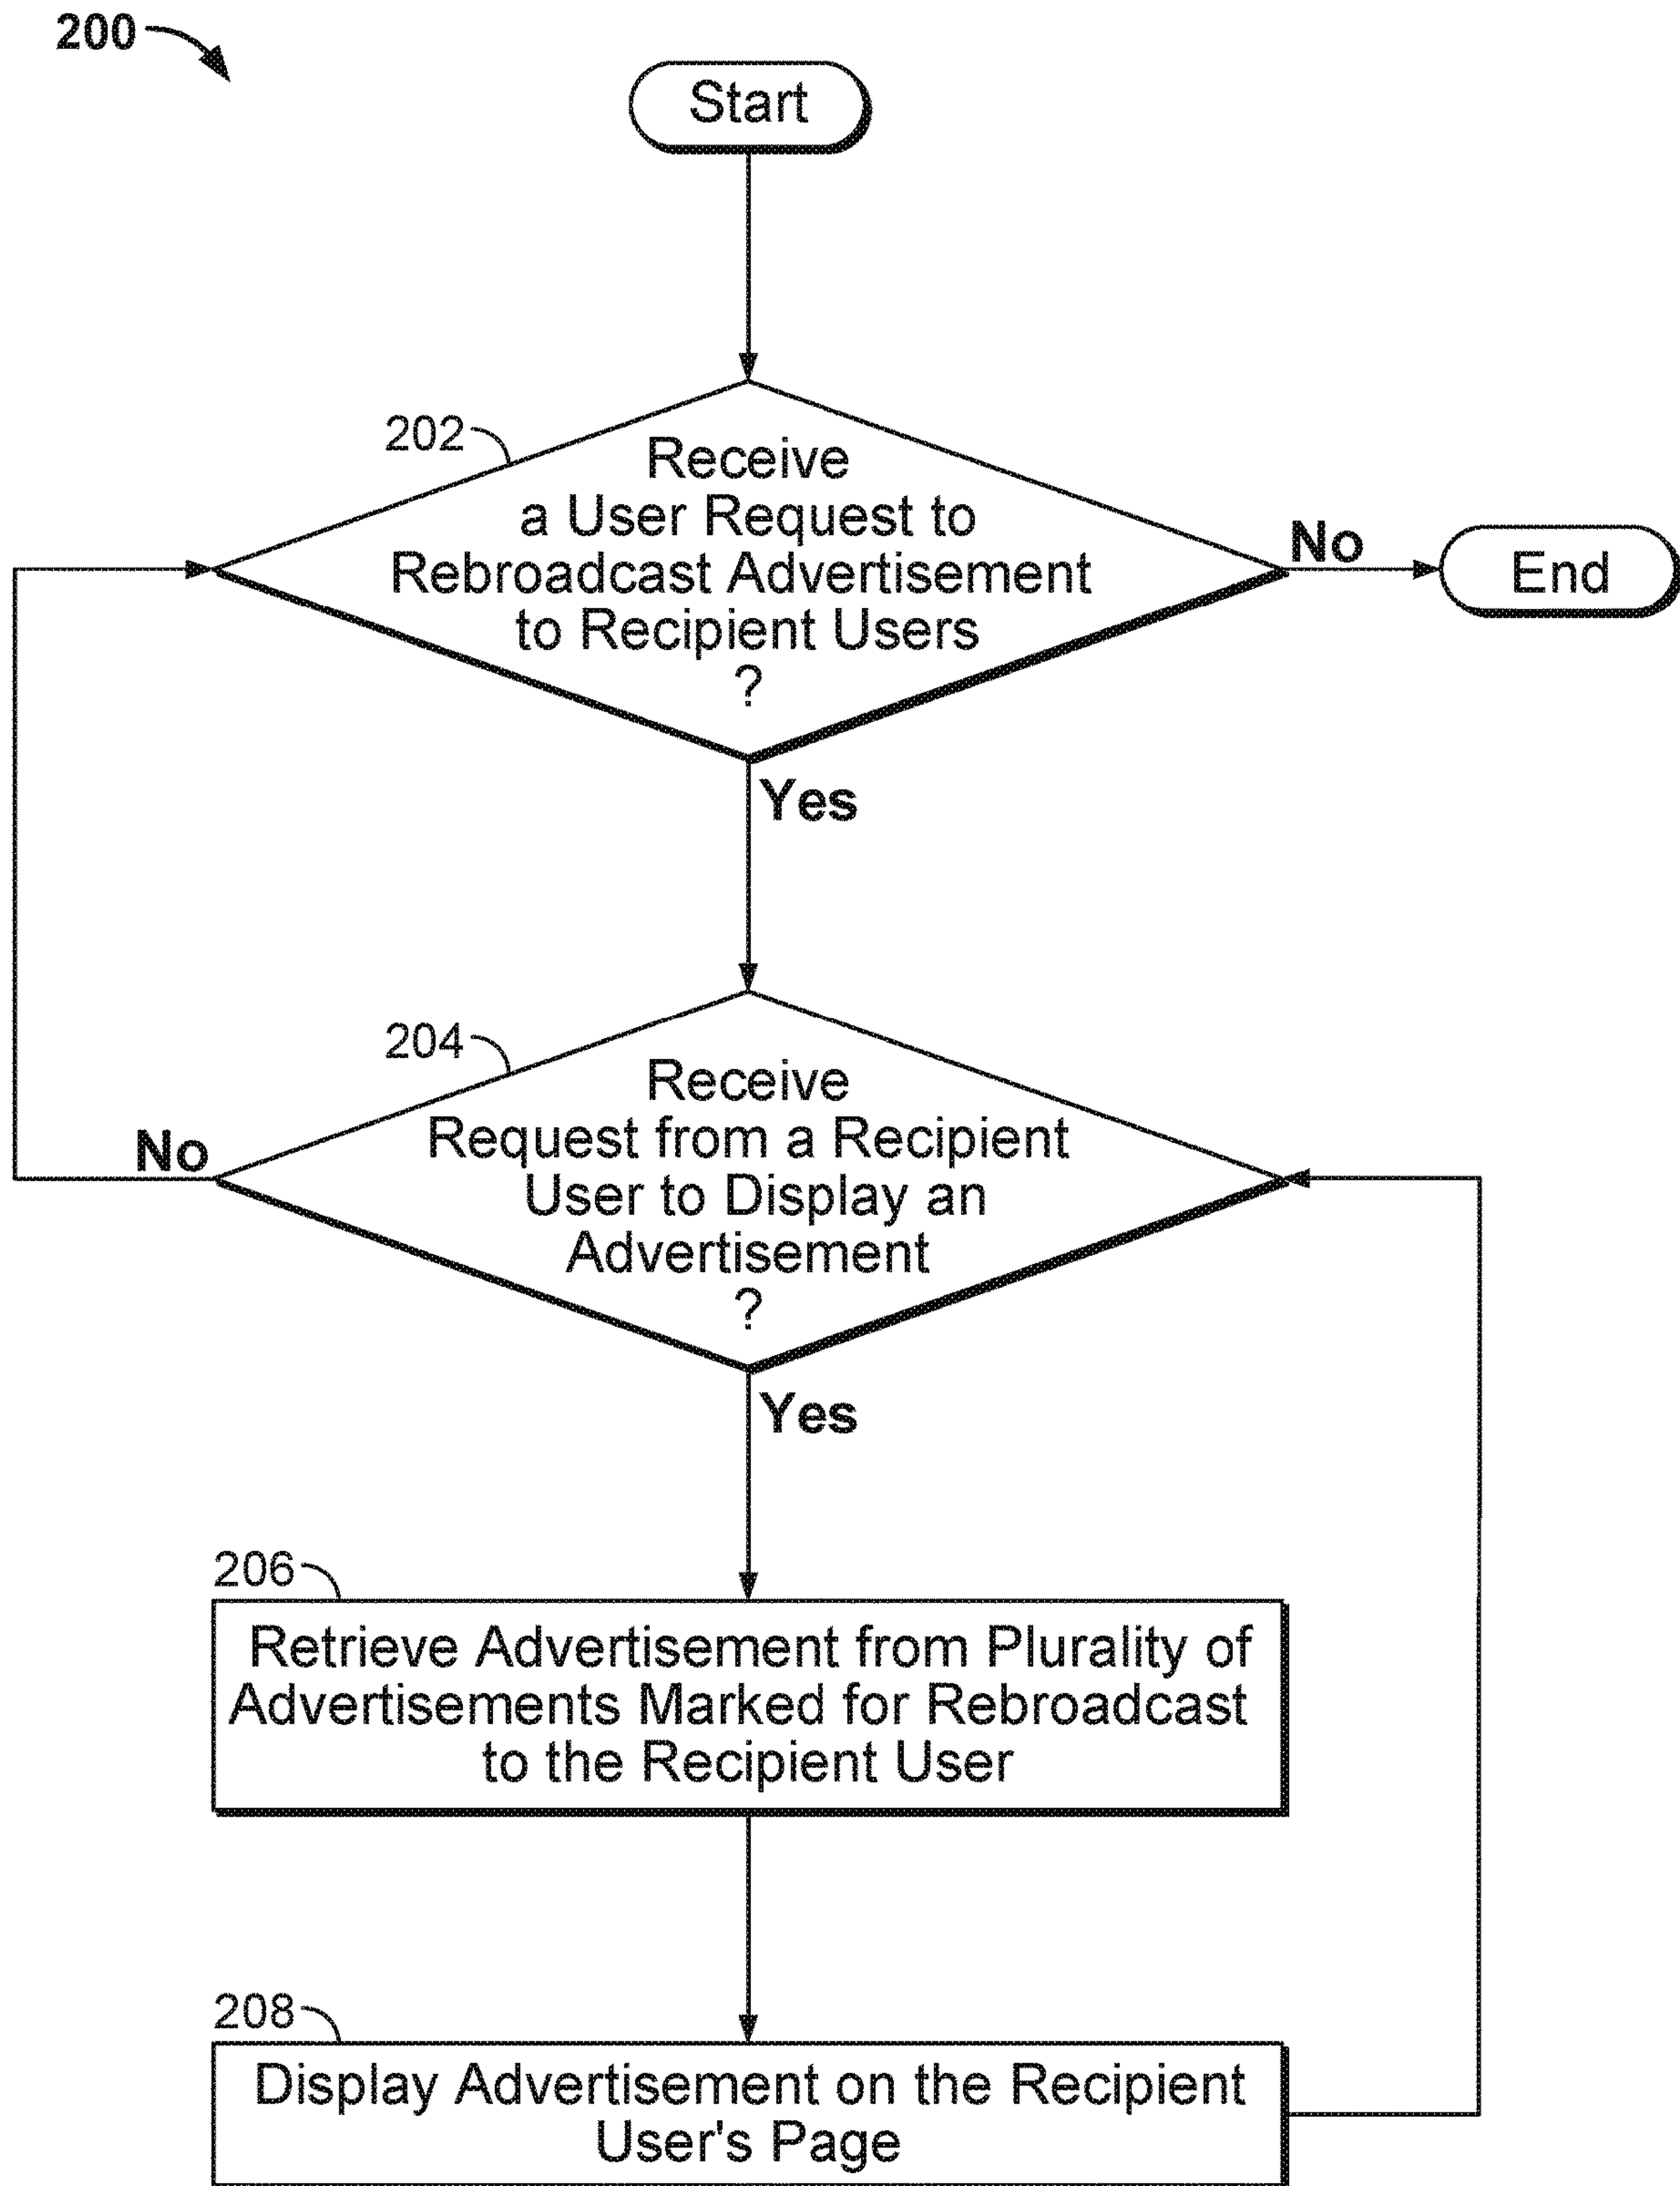 200
Start
202
Receive
a User Request to
Rebroadcast Advertisement
to Recipient Users
?
No
End
Yes
204
Receive
Request from a Recipient
User to Display an
Advertisement
?
No
Yes
206
Retrieve Advertisement from Plurality of
Advertisements Marked for Rebroadcast
to the Recipient User
208
Display Advertisement on the Recipient
User's Page